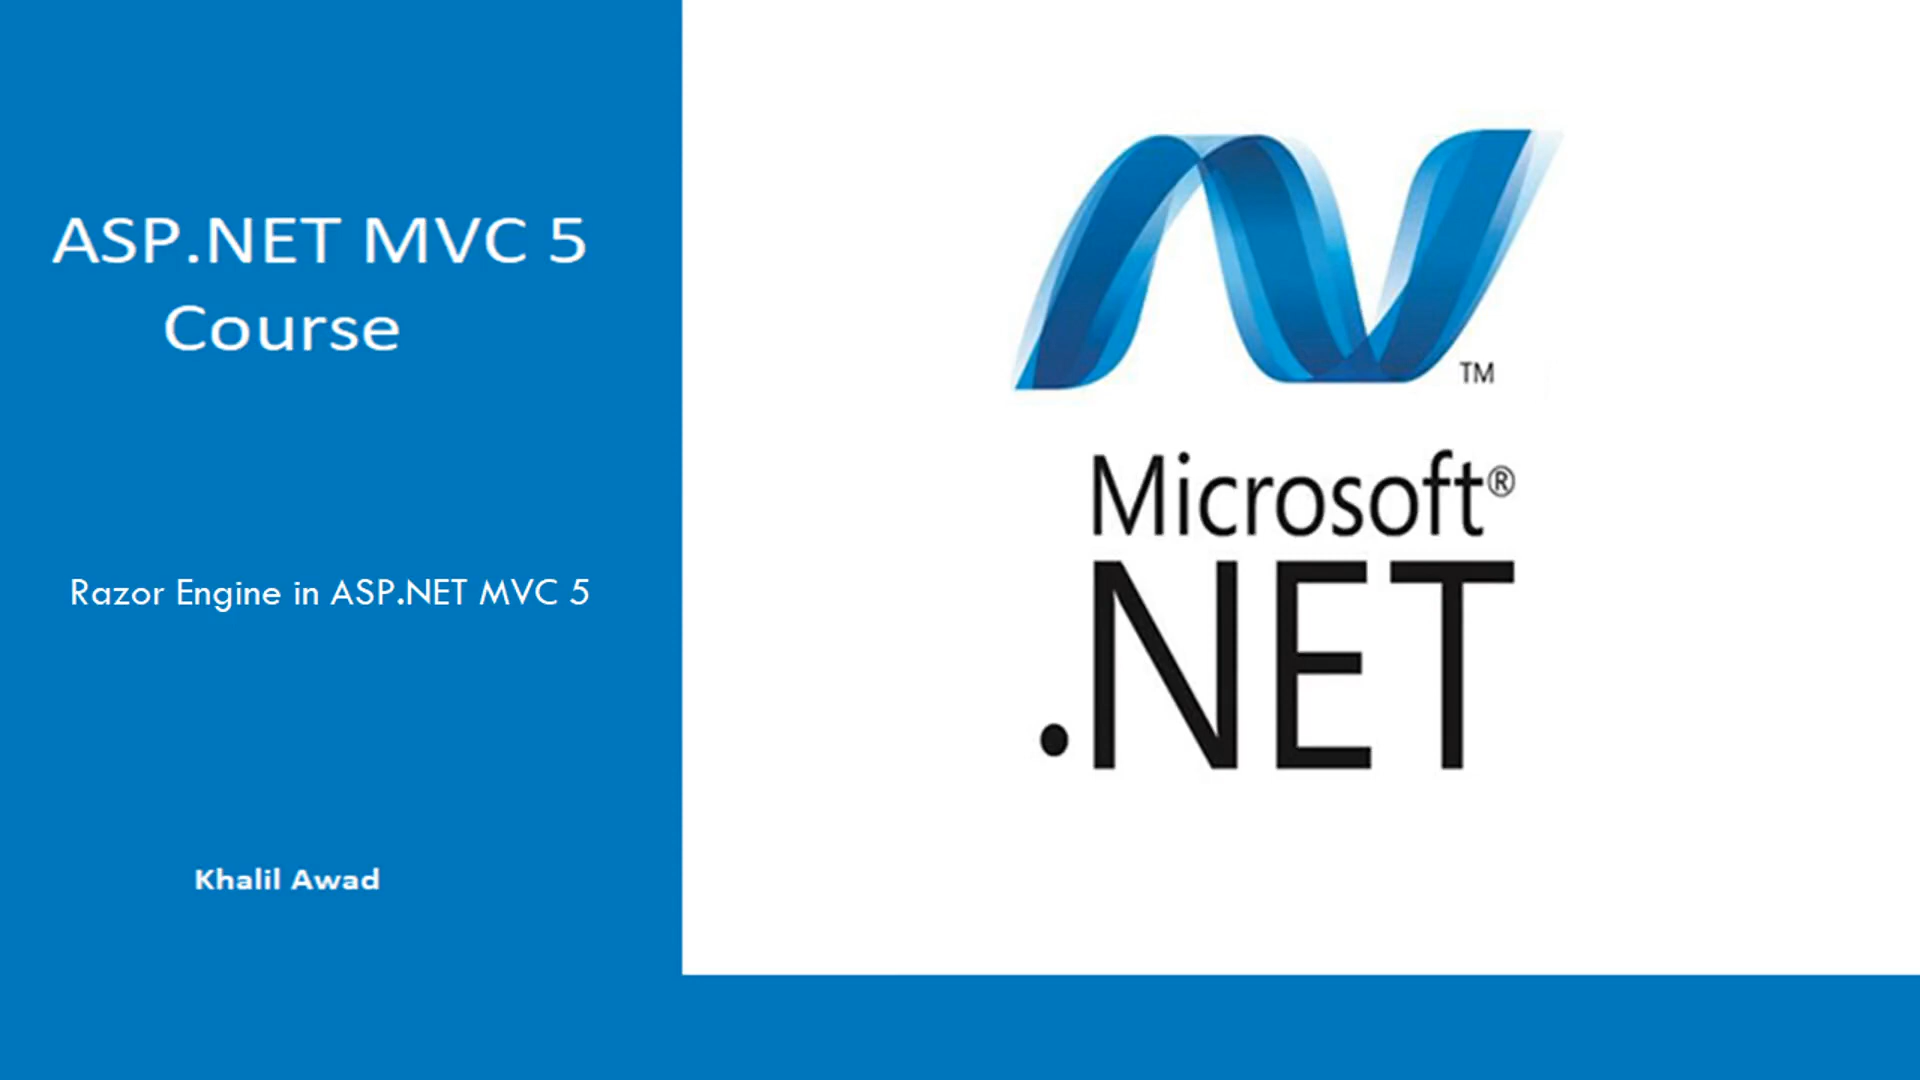 ASP.NET MVC 5
Course
Razor Engine in ASP.NET MVC 5
Khalil Awad
TM
Microsoft®
.NET